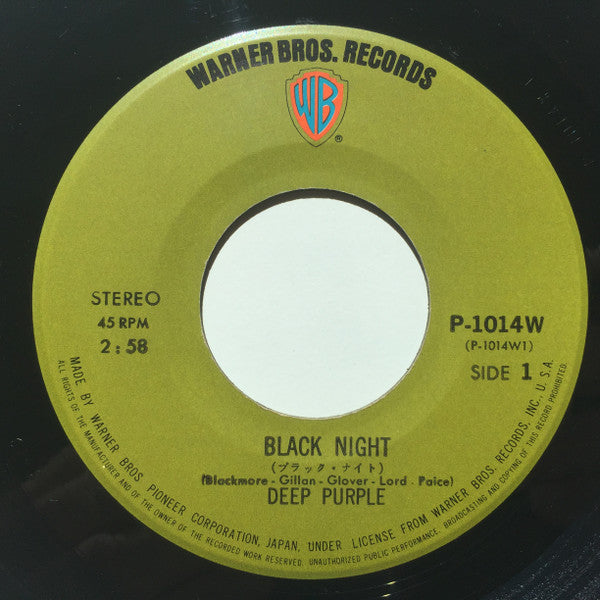 WARNER BROS. RECORDS
WB
®
STEREO
45 RPM
2:58
P-1014W
(P-1014W1)
SIDE 1
BLACK NIGHT
(ブラック・ナイト)
(Blackmore - Gillan - Glover - Lord - Paice)
DEEP PURPLE
MADE BY WARNER BROS PIONEER CORPORATION, JAPAN, UNDER LICENSE FROM WARNER BROS. RECORDS, INC., U.S.A.
ALL RIGHTS OF THE MANUFACTURER AND OF THE OWNER OF THE RECORDED WORK RESERVED. UNAUTHORIZED PUBLIC PERFORMANCE. BROADCASTING AND COPYING OF THIS RECORD PROHIBITED.